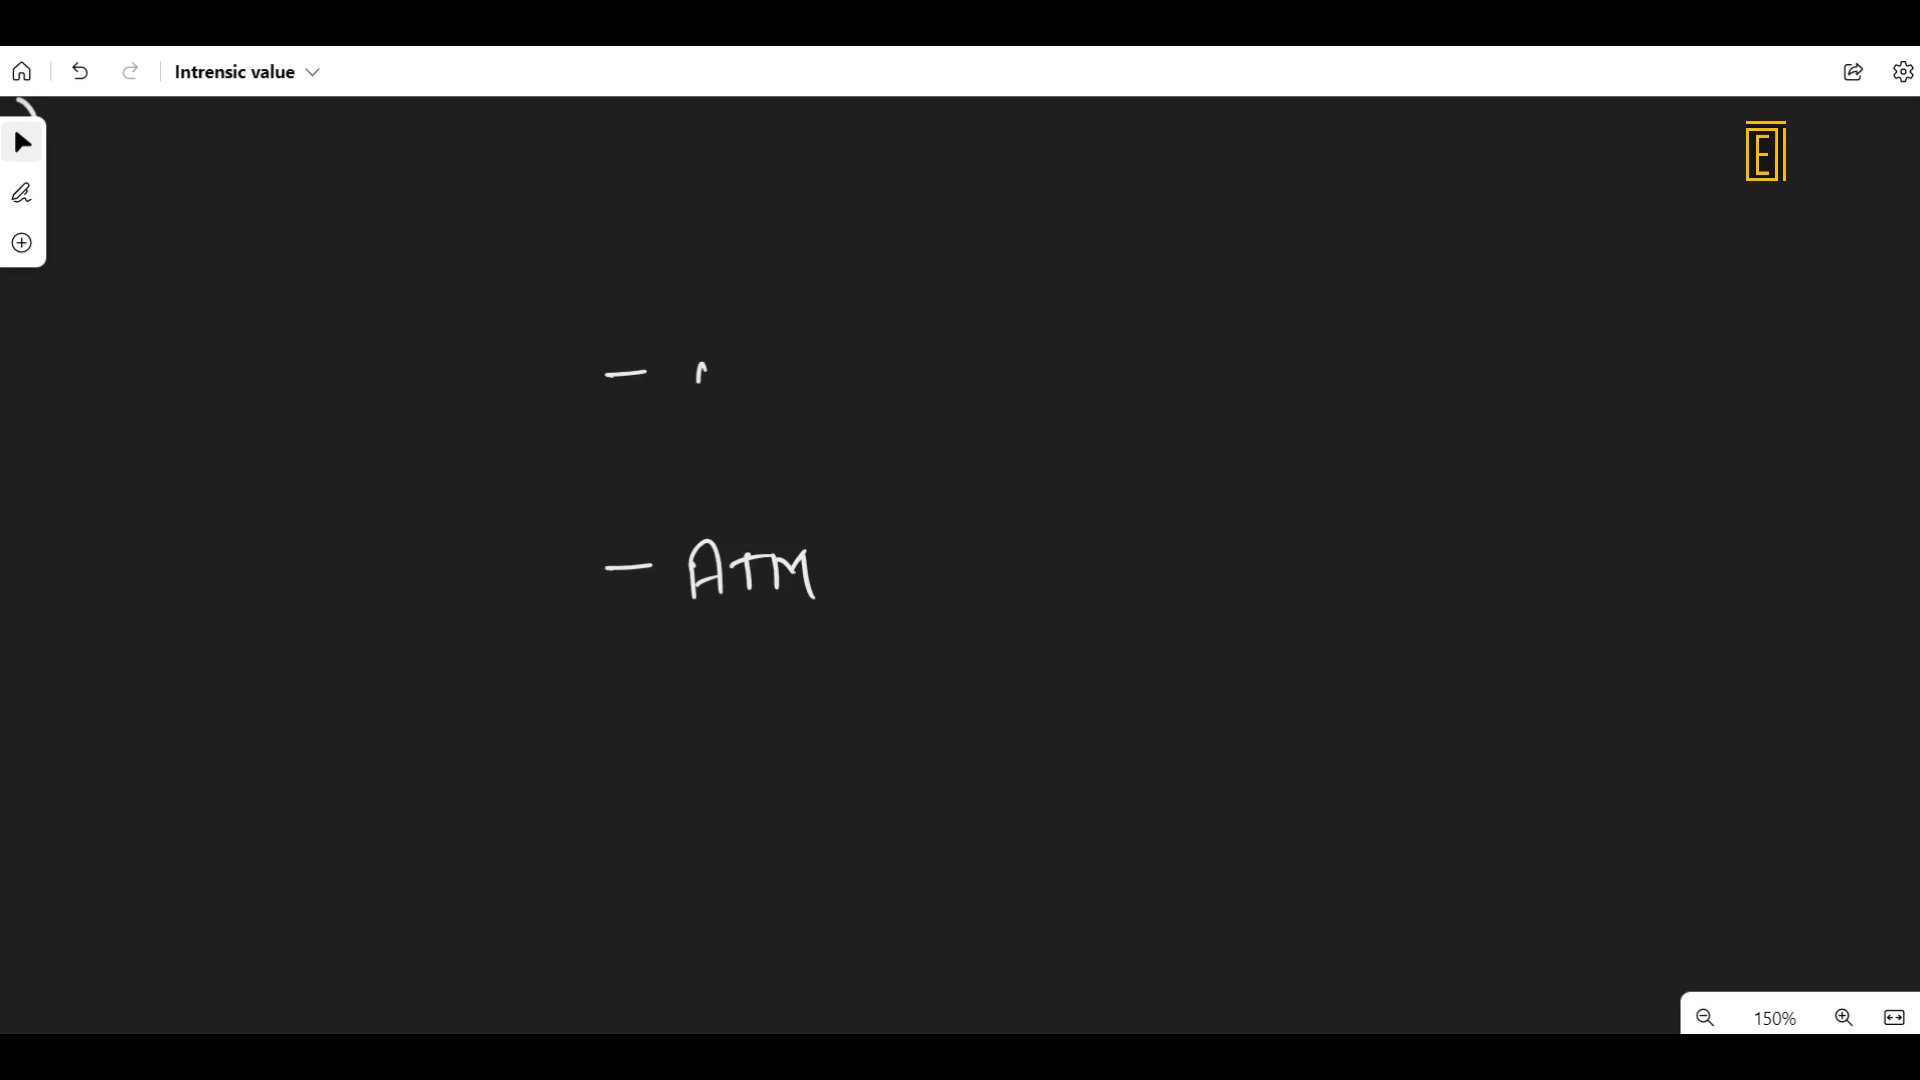 Intrensic value
E
—
— ATM
150%